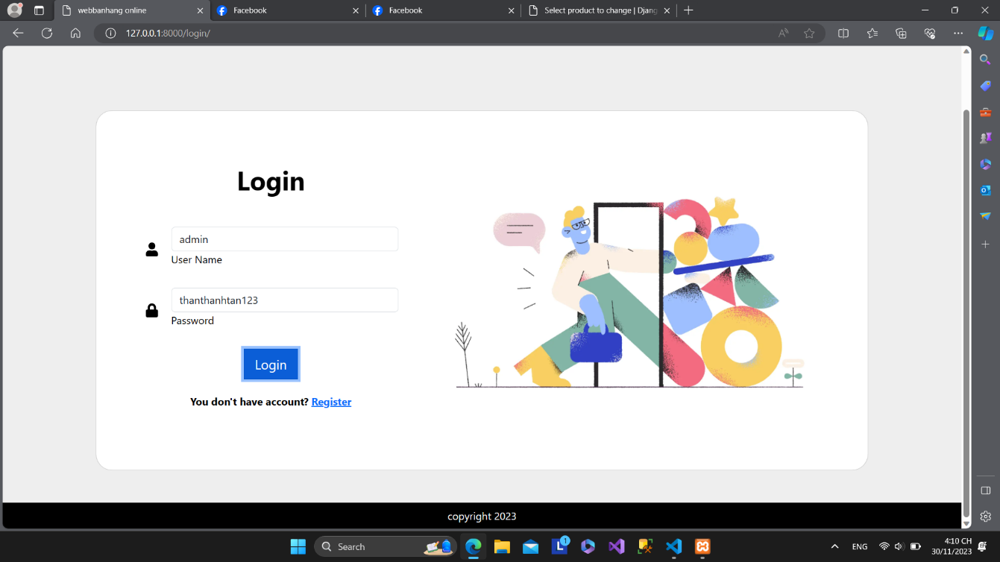 webbanhang online
Facebook
Facebook
Select product to change | Djang
127.0.0.1:8000/login/
Login
admin
User Name
thanthanhtan123
Password
Login
You don't have account? Register
copyright 2023
Search
1
ENG
4:10 CH
30/11/2023